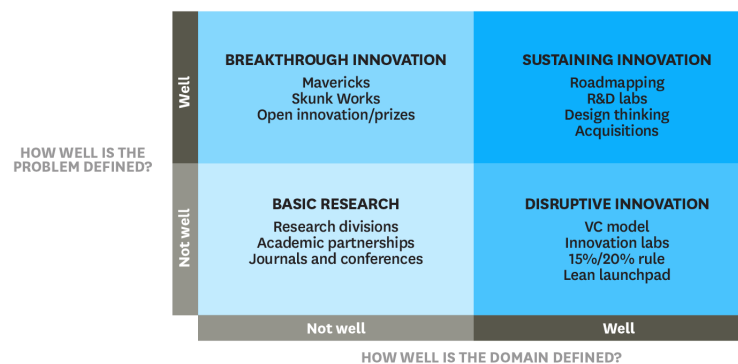 BREAKTHROUGH INNOVATION
Mavericks
Skunk Works
Open innovation/prizes
SUSTAINING INNOVATION
Roadmapping
R&D labs
Design thinking
Acquisitions
Well
HOW WELL IS THE
PROBLEM DEFINED?
Not well
BASIC RESEARCH
Research divisions
Academic partnerships
Journals and conferences
DISRUPTIVE INNOVATION
VC model
Innovation labs
15%/20% rule
Lean launchpad
Not well
Well
HOW WELL IS THE DOMAIN DEFINED?